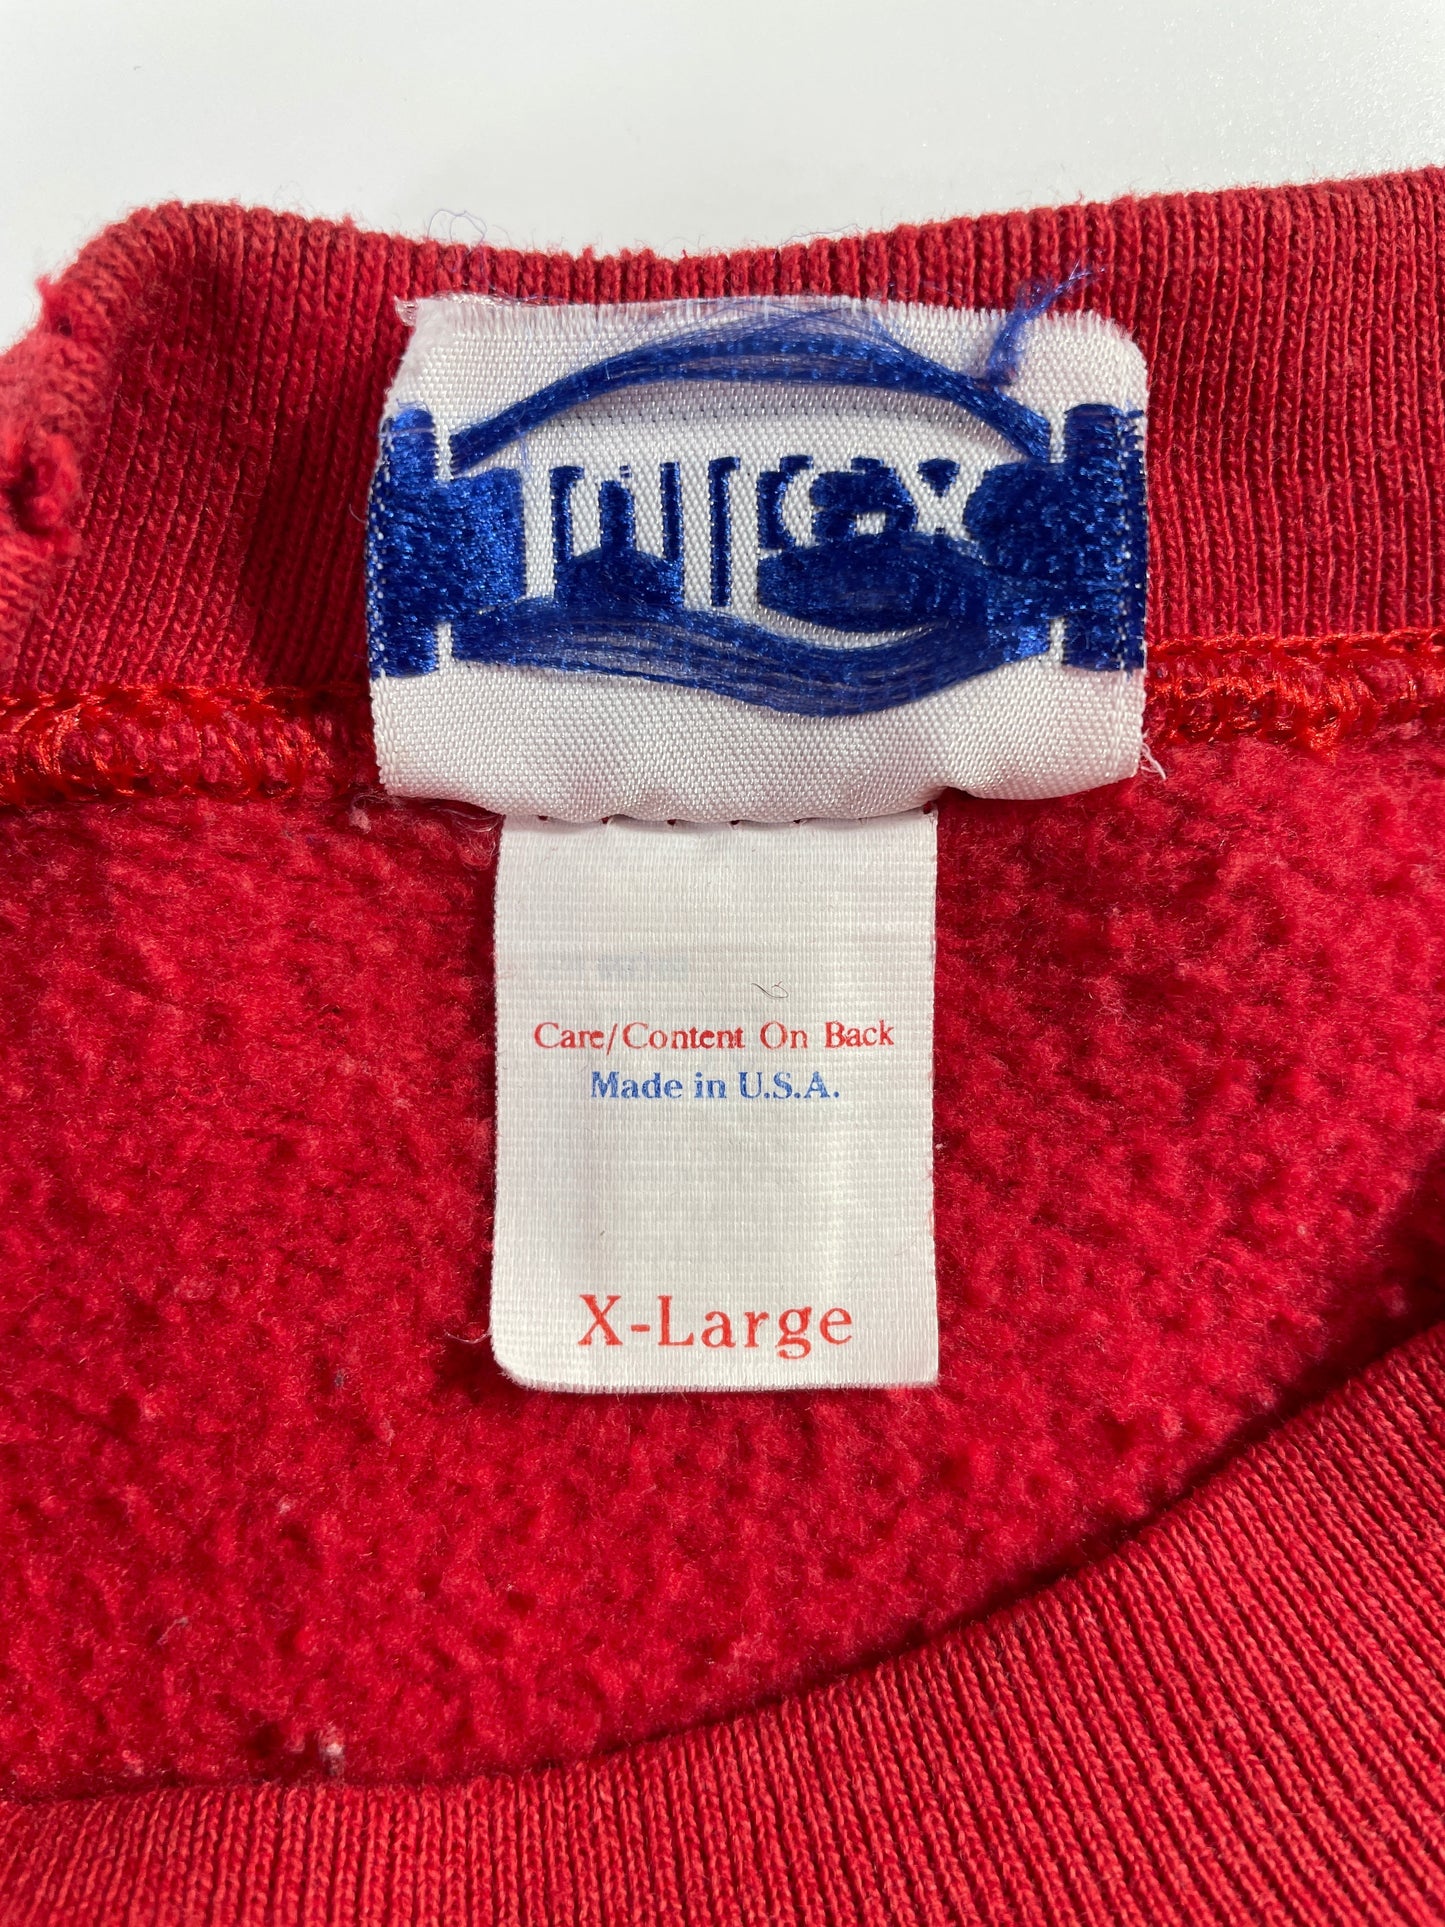 Care/Content On Back
Made in U.S.A.
X-Large